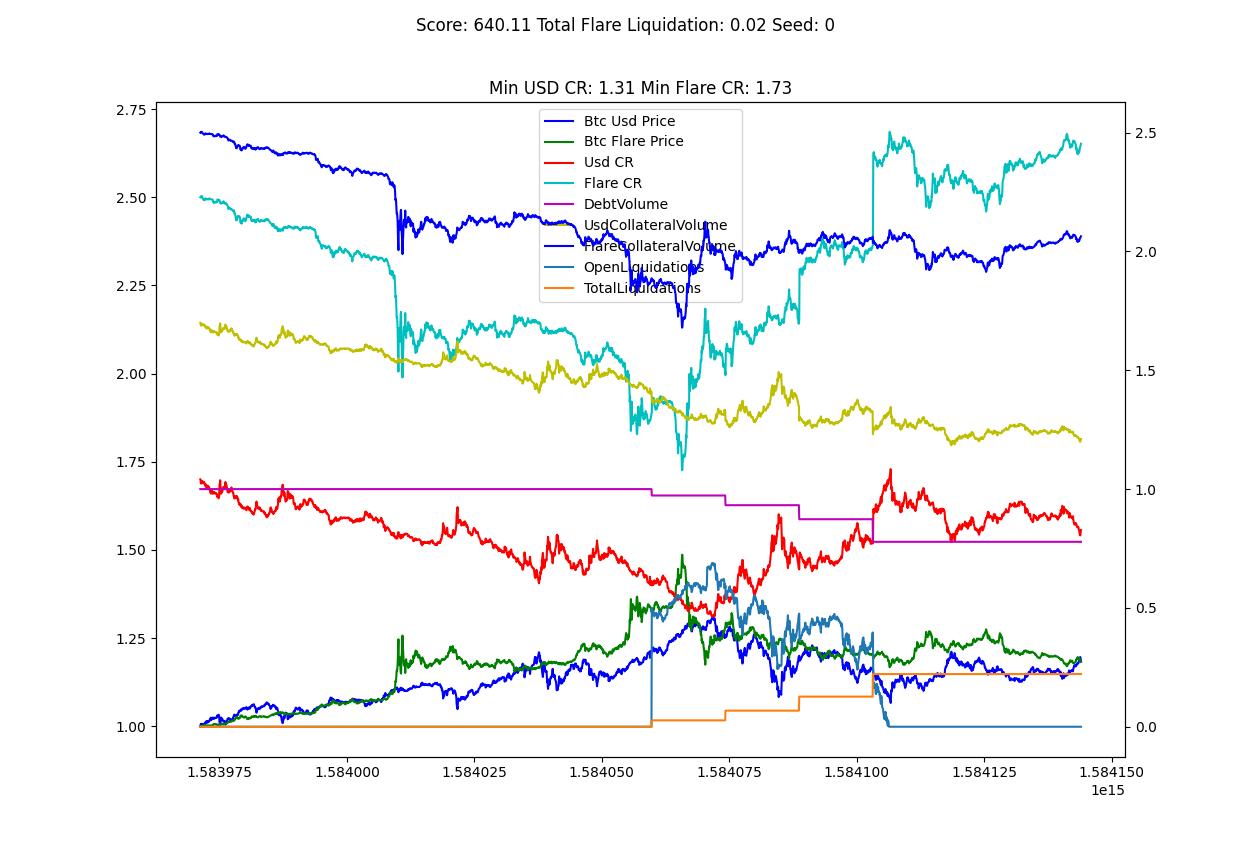 Score: 640.11 Total Flare Liquidation: 0.02 Seed: 0
Min USD CR: 1.31 Min Flare CR: 1.73
2.75
2.50
2.25
2.00
1.75
1.50
1.25
1.00
Btc Usd Price
Btc Flare Price
Usd CR
Flare CR
DebtVolume
UsdCollateralVolume
FlareCollateralVolume
OpenLiquidations
TotalLiquidations
2.5
2.0
1.5
1.0
0.5
0.0
1.583975 1.584000 1.584025 1.584050 1.584075 1.584100 1.584125 1.584150
1e15